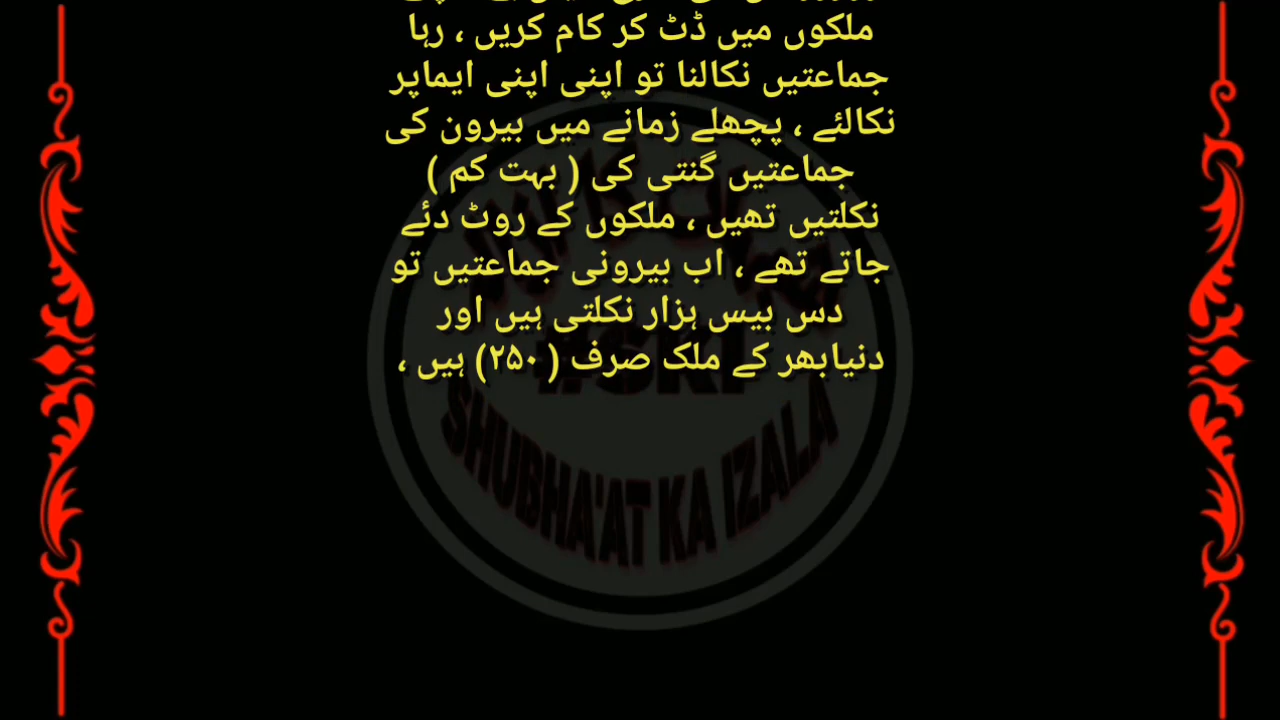 ملکوں میں ڈٹ کر کام کریں ، رہا
جماعتیں نکالنا تو اپنی اپنی ایماپر
نکالئے ، پچھلے زمانے میں بیرون کی
جماعتیں گنتی کی ( بہت کم )
نکلتیں تھیں ، ملکوں کے روٹ دئے
جاتے تھے ، اب بیرونی جماعتیں تو
دس بیس ہزار نکلتی ہیں اور
دنیابھر کے ملک صرف ( ۲۵۰) ہیں ،
#SKI
SHUBHA'AT KA IZALA